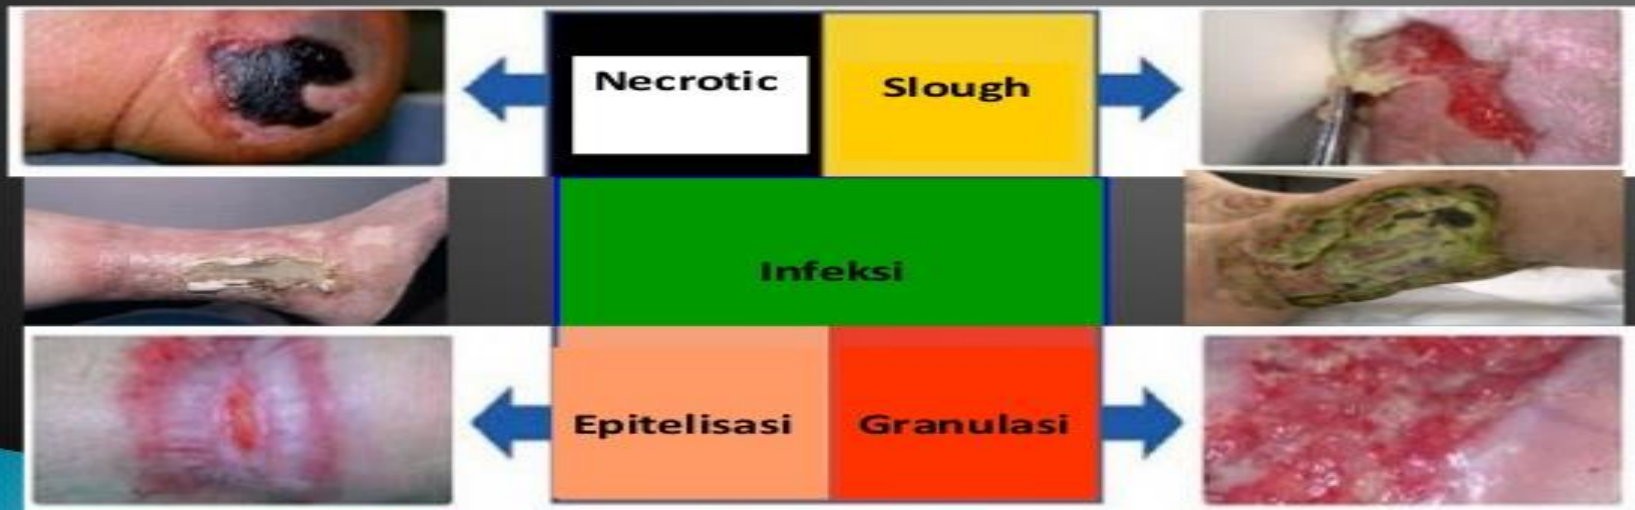 Necrotic
Slough
Infeksi
Epitelisasi
Granulasi